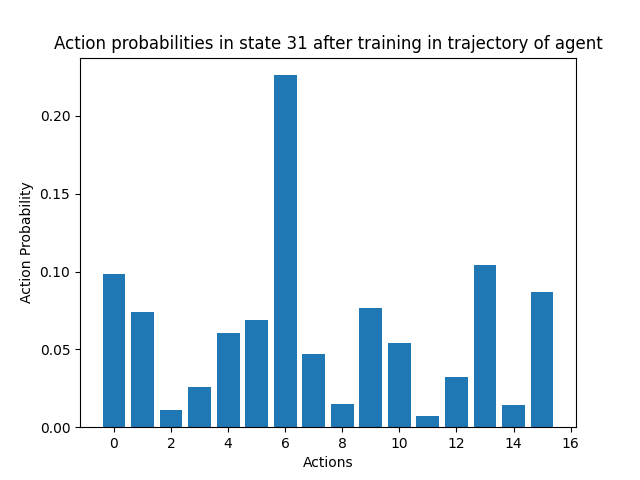 Action probabilities in state 31 after training in trajectory of agent
0.20
0.15
0.10
0.05
0.00
Action Probability
0 2 4 6 8 10 12 14 16
Actions